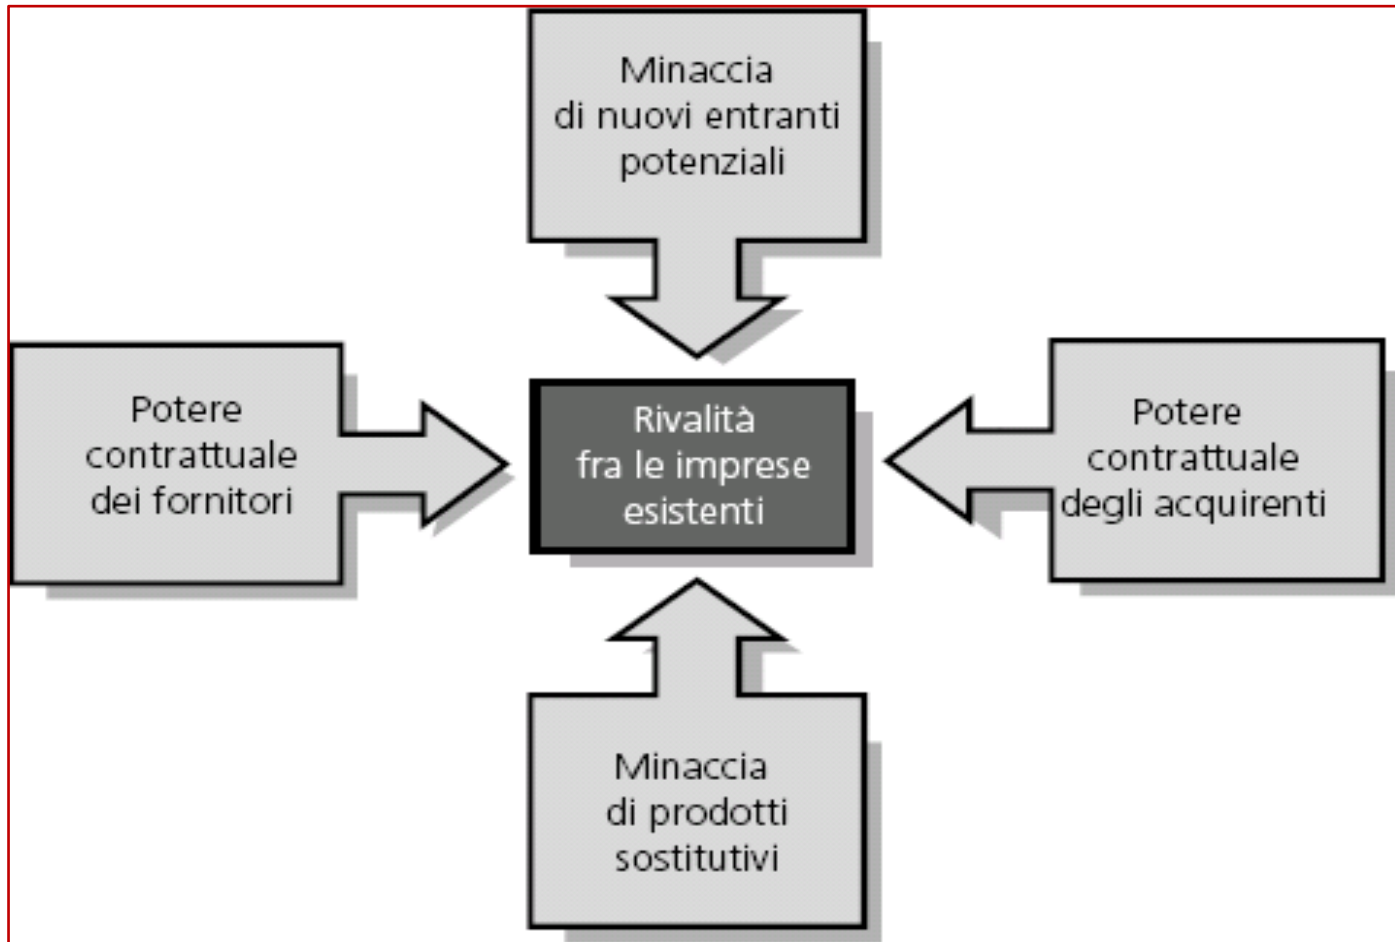 Minaccia
di nuovi entranti
potenziali
Potere
contrattuale
dei fornitori
Rivalità
fra le imprese
esistenti
Potere
contrattuale
degli acquirenti
Minaccia
di prodotti
sostitutivi